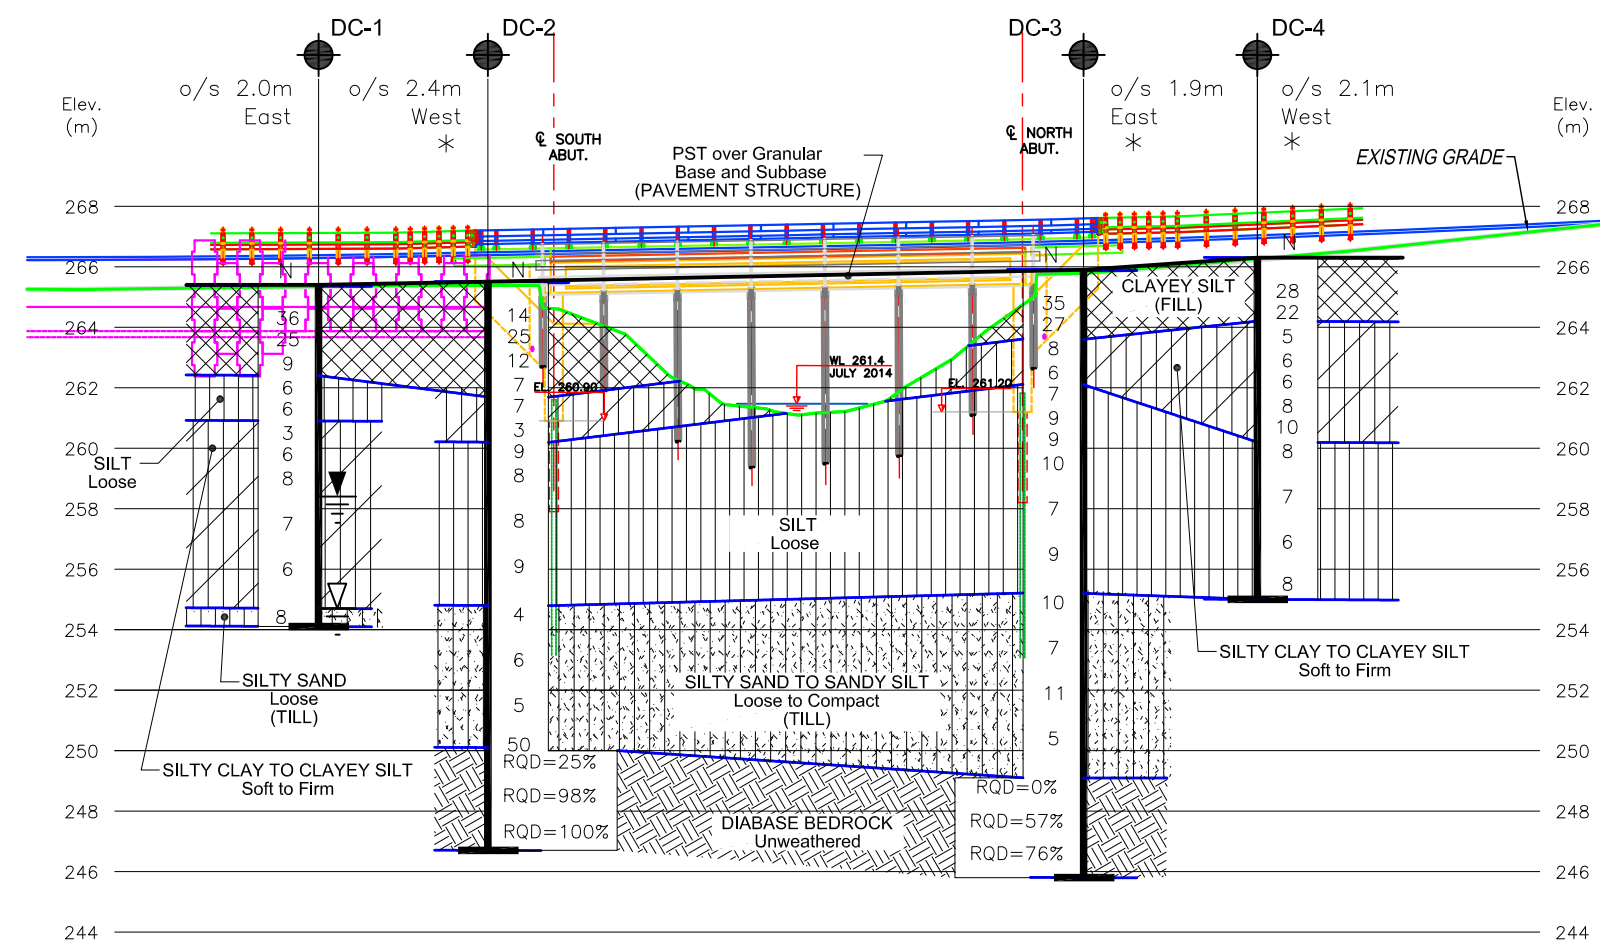 DC-1
DC-2
DC-3
DC-4
o/s 2.0m
East
o/s 2.4m
West
*
o/s 1.9m
East
*
o/s 2.1m
West
*
Elev.
(m)
Elev.
(m)
℄ SOUTH
ABUT.
℄ NORTH
ABUT.
PST over Granular
Base and Subbase
(PAVEMENT STRUCTURE)
EXISTING GRADE
268
266
264
262
260
258
256
254
252
250
248
246
244
268
266
264
262
260
258
256
254
252
250
248
246
244
N
36
25
9
6
6
3
6
8
7
6
8
N
14
25
12
7
7
3
9
8
8
9
4
6
5
50
RQD=25%
RQD=98%
RQD=100%
N
35
27
8
6
7
9
9
10
7
9
10
7
11
5
RQD=0%
RQD=57%
RQD=76%
N
28
22
5
6
6
8
10
8
7
6
8
CLAYEY SILT
(FILL)
WL 261.4
JULY 2014
EL. 260.90
EL. 261.20
SILT
Loose
SILT
Loose
SILTY SAND
Loose
(TILL)
SILTY CLAY TO CLAYEY SILT
Soft to Firm
SILTY SAND TO SANDY SILT
Loose to Compact
(TILL)
SILTY CLAY TO CLAYEY SILT
Soft to Firm
DIABASE BEDROCK
Unweathered